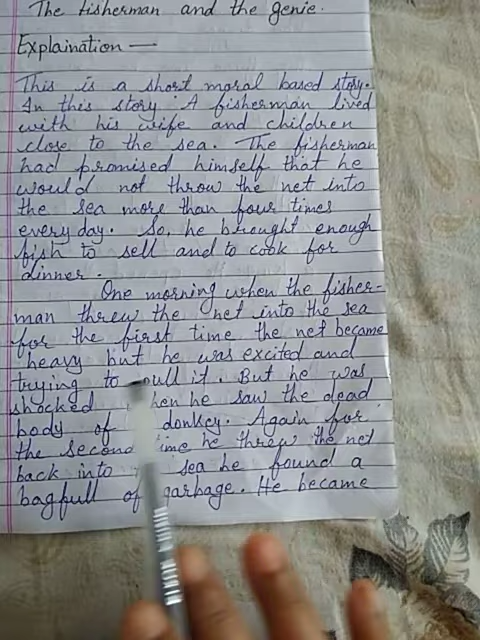 The fisherman and the genie.
Explaination —
This is a short moral based story.
In this story A fisherman lived
with his wife and children
close to the sea. The fisherman
had promised himself that he
would not throw the net into
the sea more than four times
every day. So, he brought enough
fish to sell and to cook for
dinner.
One morning when the fisher-
man threw the net into the sea
for the first time the net became
heavy but he was excited and
trying to pull it. But he was
shocked when he saw the dead
body of donkey. Again for
the second time he threw the net
back into sea he found a
bagfull of garbage. He became